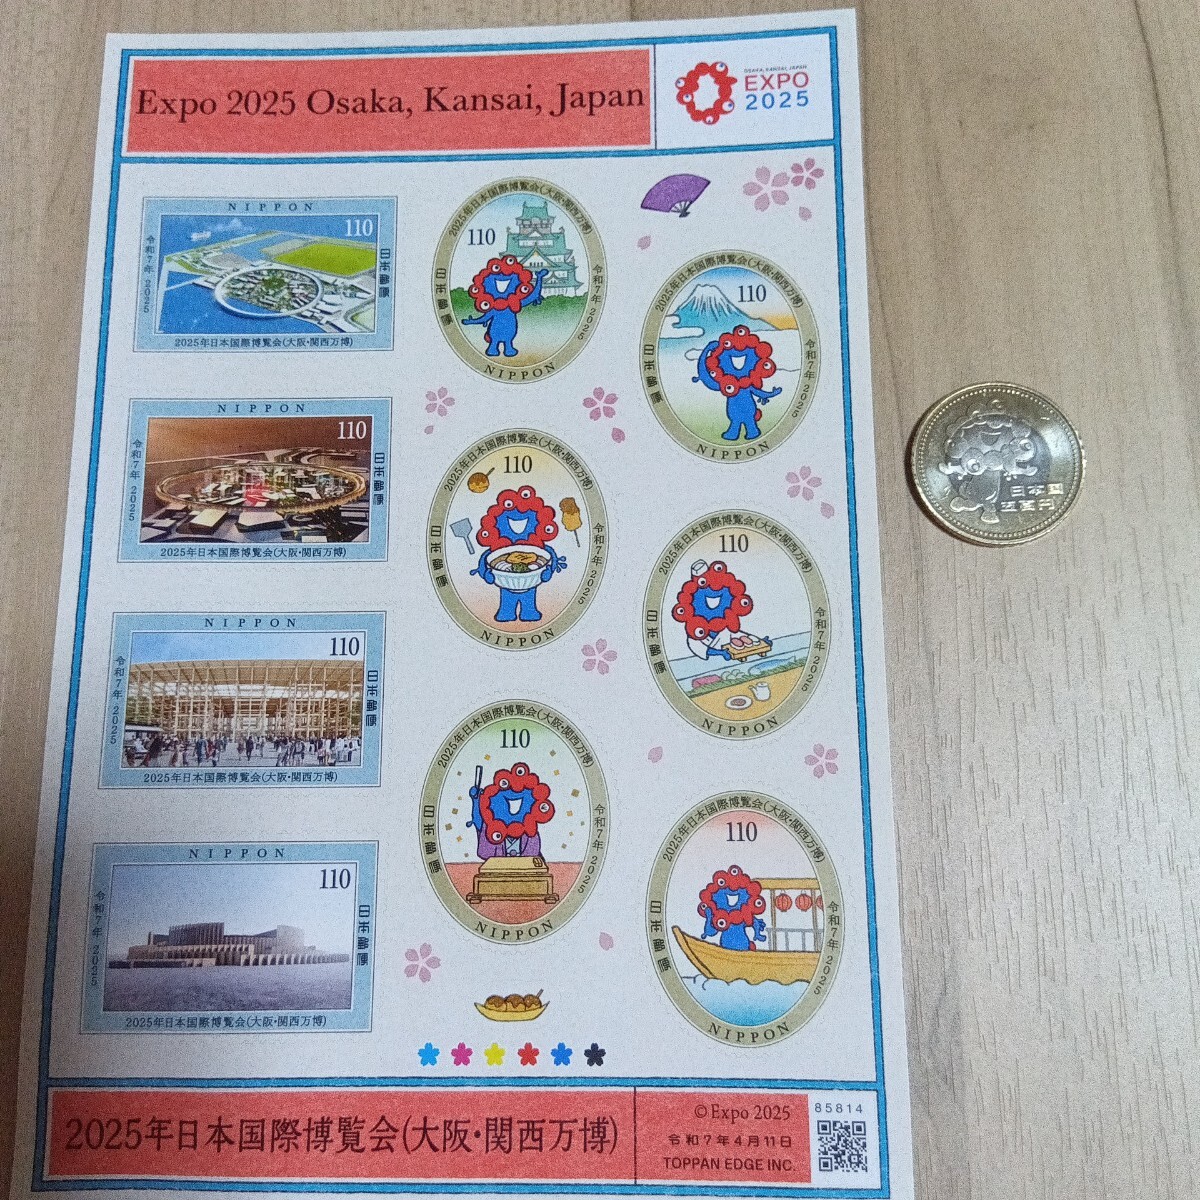 Expo 2025 Osaka, Kansai, Japan
OSAKA, KANSAI, JAPAN
EXPO
2025
NIPPON
110
令和7年 2025
日本郵便
2025年日本国際博覧会(大阪・関西万博)
2025年日本国際博覧会(大阪・関西万博)
110
日本郵便
令和7年 2025
NIPPON
2025年日本国際博覧会(大阪・関西万博)
110
日本郵便
令和7年 2025
NIPPON
NIPPON
110
令和7年 2025
日本郵便
2025年日本国際博覧会(大阪・関西万博)
2025年日本国際博覧会(大阪・関西万博)
110
日本郵便
令和7年 2025
NIPPON
2025年日本国際博覧会(大阪・関西万博)
110
日本郵便
令和7年 2025
NIPPON
NIPPON
110
令和7年 2025
日本郵便
2025年日本国際博覧会(大阪・関西万博)
2025年日本国際博覧会(大阪・関西万博)
110
日本郵便
令和7年 2025
NIPPON
2025年日本国際博覧会(大阪・関西万博)
110
日本郵便
令和7年 2025
NIPPON
NIPPON
110
令和7年 2025
日本郵便
2025年日本国際博覧会(大阪・関西万博)
2025年日本国際博覧会(大阪・関西万博)
©Expo 2025
令和7年4月11日
TOPPAN EDGE INC.
85814
日本国
五百円